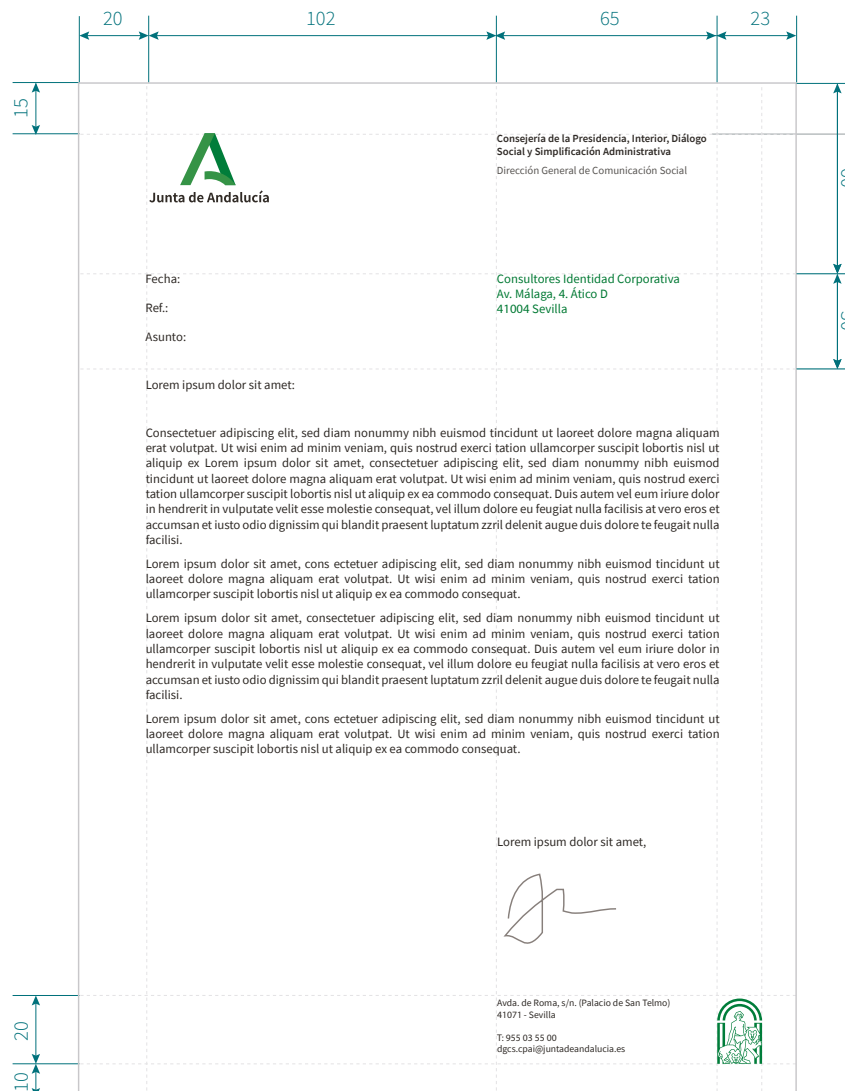 20 102 65 23
15
Consejería de la Presidencia, Interior, Diálogo
Social y Simplificación Administrativa
Dirección General de Comunicación Social
Junta de Andalucía
Fecha:
Ref.:
Asunto:
Consultores Identidad Corporativa
Av. Málaga, 4. Ático D
41004 Sevilla
Lorem ipsum dolor sit amet:
Consectetuer adipiscing elit, sed diam nonummy nibh euismod tincidunt ut laoreet dolore magna aliquam
erat volutpat. Ut wisi enim ad minim veniam, quis nostrud exerci tation ullamcorper suscipit lobortis nisl ut
aliquip ex Lorem ipsum dolor sit amet, consectetuer adipiscing elit, sed diam nonummy nibh euismod
tincidunt ut laoreet dolore magna aliquam erat volutpat. Ut wisi enim ad minim veniam, quis nostrud exerci
tation ullamcorper suscipit lobortis nisl ut aliquip ex ea commodo consequat. Duis autem vel eum iriure dolor
in hendrerit in vulputate velit esse molestie consequat, vel illum dolore eu feugiat nulla facilisis at vero eros et
accumsan et iusto odio dignissim qui blandit praesent luptatum zzril delenit augue duis dolore te feugait nulla
facilisi.
Lorem ipsum dolor sit amet, cons ectetuer adipiscing elit, sed diam nonummy nibh euismod tincidunt ut
laoreet dolore magna aliquam erat volutpat. Ut wisi enim ad minim veniam, quis nostrud exerci tation
ullamcorper suscipit lobortis nisl ut aliquip ex ea commodo consequat.
Lorem ipsum dolor sit amet, consectetuer adipiscing elit, sed diam nonummy nibh euismod tincidunt ut
laoreet dolore magna aliquam erat volutpat. Ut wisi enim ad minim veniam, quis nostrud exerci tation
ullamcorper suscipit lobortis nisl ut aliquip ex ea commodo consequat. Duis autem vel eum iriure dolor in
hendrerit in vulputate velit esse molestie consequat, vel illum dolore eu feugiat nulla facilisis at vero eros et
accumsan et iusto odio dignissim qui blandit praesent luptatum zzril delenit augue duis dolore te feugait nulla
facilisi.
Lorem ipsum dolor sit amet, cons ectetuer adipiscing elit, sed diam nonummy nibh euismod tincidunt ut
laoreet dolore magna aliquam erat volutpat. Ut wisi enim ad minim veniam, quis nostrud exerci tation
ullamcorper suscipit lobortis nisl ut aliquip ex ea commodo consequat.
Lorem ipsum dolor sit amet,
20
Avda. de Roma, s/n. (Palacio de San Telmo)
41071 - Sevilla
T: 955 03 55 00
dgcs.cpai@juntadeandalucia.es
10